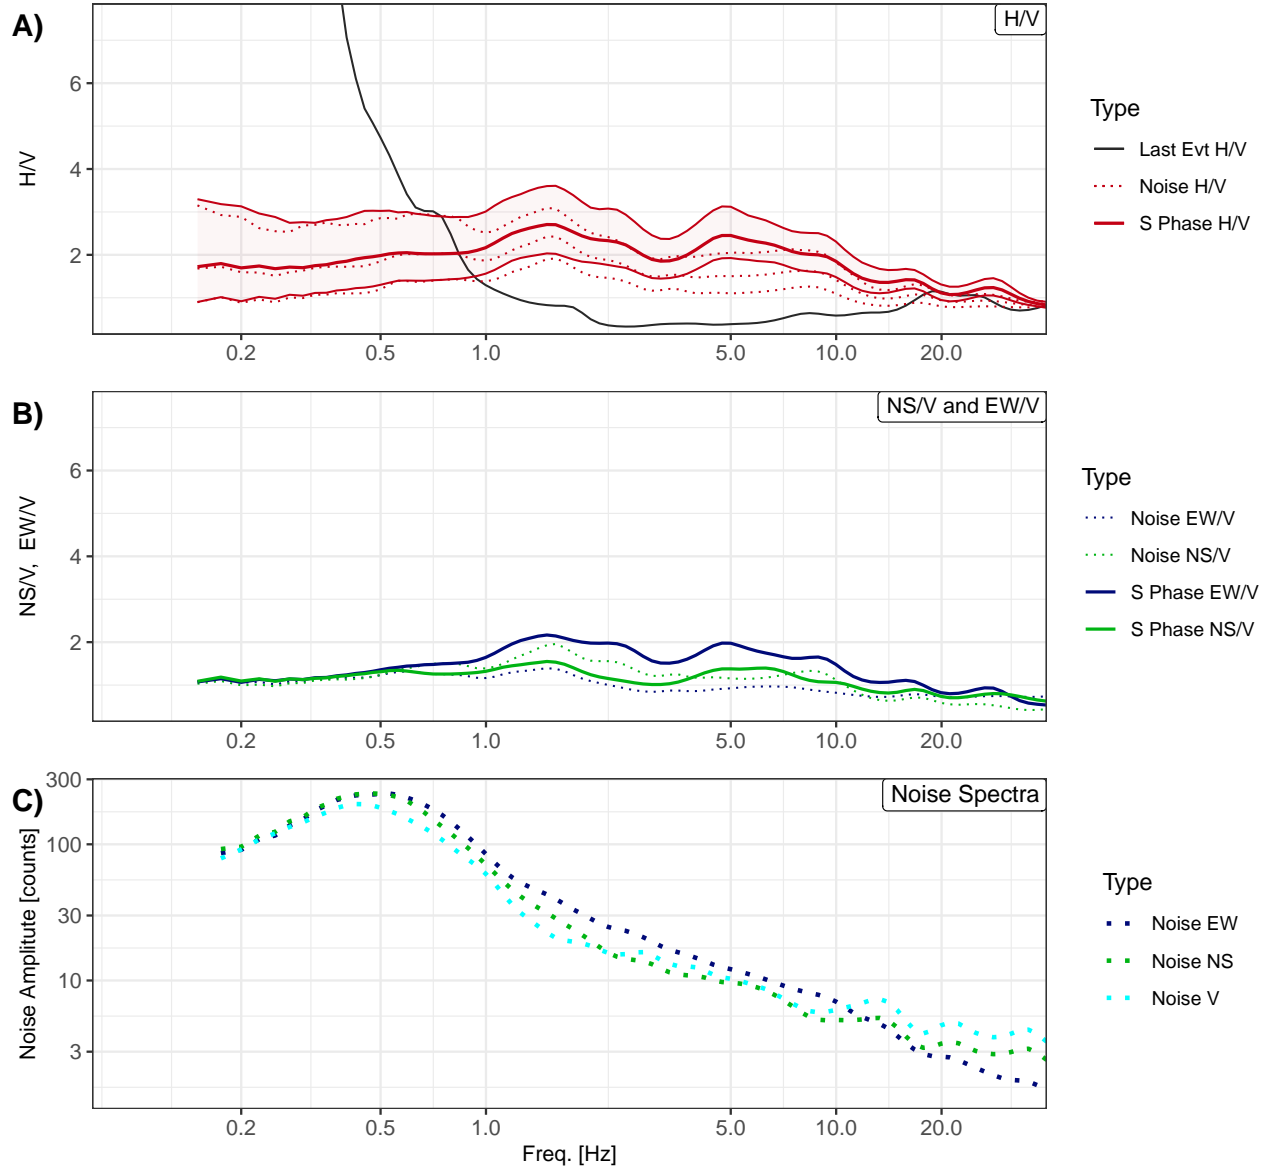 A)
H/V
6
4
2
H/V
0.2 0.5 1.0 5.0 10.0 20.0
Type
Last Evt H/V
Noise H/V
S Phase H/V
B)
NS/V and EW/V
6
4
2
NS/V, EW/V
0.2 0.5 1.0 5.0 10.0 20.0
Type
Noise EW/V
Noise NS/V
S Phase EW/V
S Phase NS/V
C)
Noise Spectra
300
100
30
10
3
Noise Amplitute [counts]
0.2 0.5 1.0 5.0 10.0 20.0
Freq. [Hz]
Type
Noise EW
Noise NS
Noise V